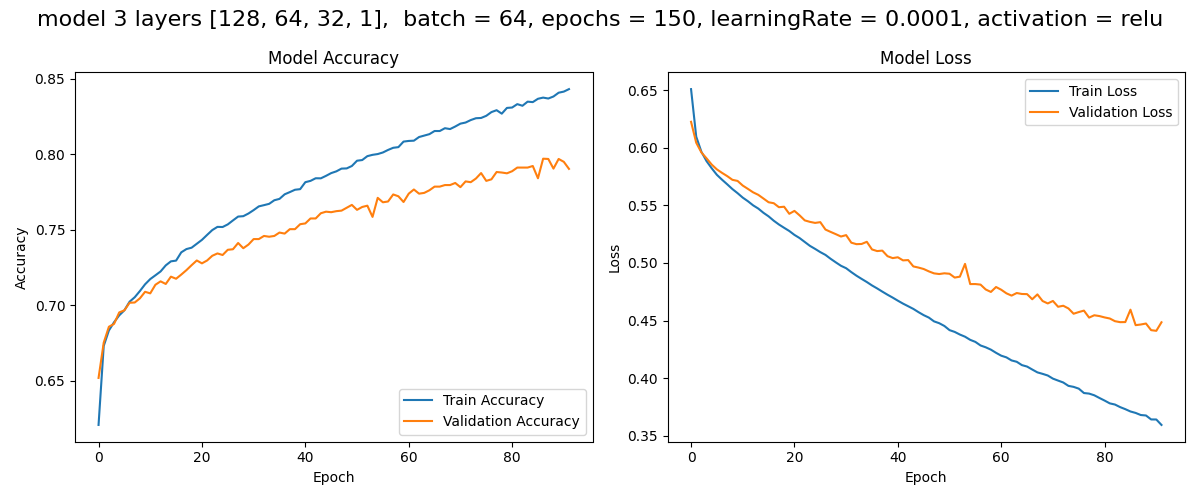 model 3 layers [128, 64, 32, 1],  batch = 64, epochs = 150, learningRate = 0.0001, activation = relu
Model Accuracy
0.85
0.80
0.75
0.70
0.65
Accuracy
0
20
40
60
80
Epoch
Train Accuracy
Validation Accuracy
Model Loss
0.65
0.60
0.55
0.50
0.45
0.40
0.35
Loss
0
20
40
60
80
Epoch
Train Loss
Validation Loss